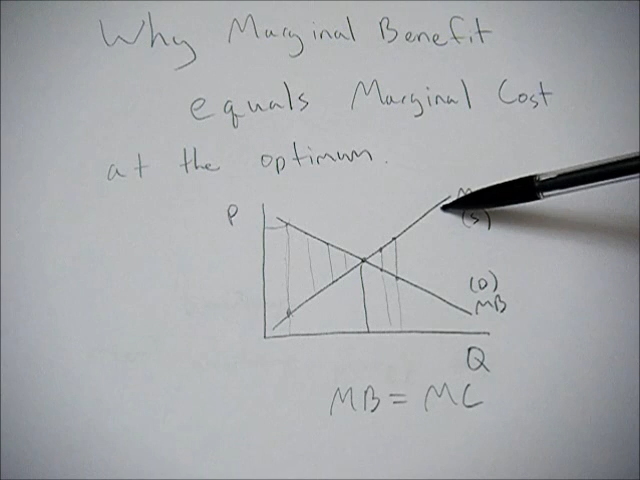 Why Marginal Benefit
equals Marginal Cost
at the optimum.
P
(S)
(D)
MB
Q
MB = MC